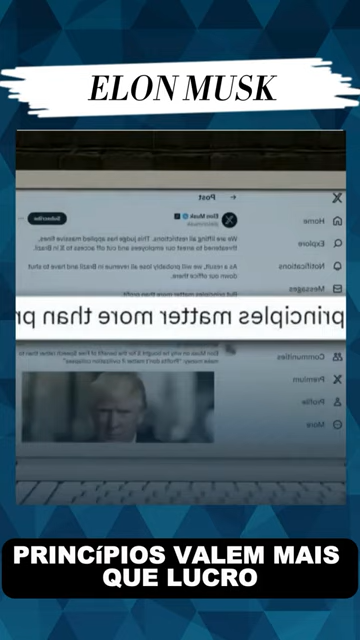 ELON MUSK
Post
Home
Elon Musk
Subscribe
Explore
We are lifting all restrictions. This judge has applied massive fines,
threatened to arrest our employees and cut off access to X in Brazil.
Notifications
As a result, we will probably lose all revenue in Brazil and have to shut
down our office there.
Messages
principles matter more than pr
Communities
Premium
Profile
More
PRINCíPIOS VALEM MAIS
QUE LUCRO